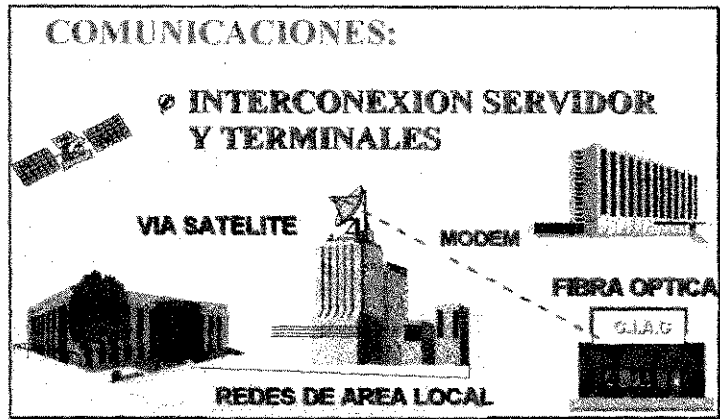 COMUNICACIONES:
INTERCONEXION SERVIDOR
Y TERMINALES
VIA SATELITE
MODEM
FIBRA OPTICA
G.I.A.G
REDES DE AREA LOCAL